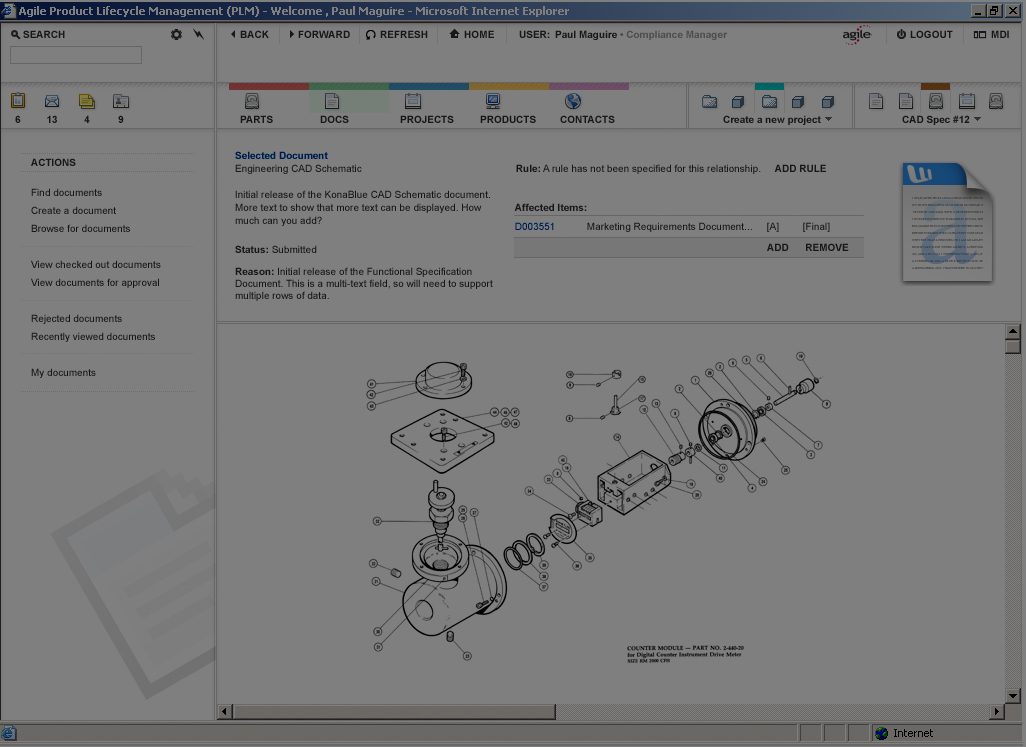 Agile Product Lifecycle Management (PLM) - Welcome , Paul Maguire - Microsoft Internet Explorer
SEARCH
BACK FORWARD REFRESH HOME USER: Paul Maguire • Compliance Manager agile LOGOUT MDI
6 13 4 9
PARTS DOCS PROJECTS PRODUCTS CONTACTS Create a new project CAD Spec #12
ACTIONS
Find documents
Create a document
Browse for documents
View checked out documents
View documents for approval
Rejected documents
Recently viewed documents
My documents
Selected Document
Engineering CAD Schematic
Initial release of the KonaBlue CAD Schematic document.
More text to show that more text can be displayed. How
much can you add?
Status: Submitted
Reason: Initial release of the Functional Specification
Document. This is a multi-text field, so will need to support
multiple rows of data.
Rule: A rule has not been specified for this relationship. ADD RULE
Affected Items:
D003551 Marketing Requirements Document... [A] [Final]
ADD REMOVE
COUNTER MODULE — PART NO. 2-440-20
for Digital Counter Instrument Drive Meter
Internet